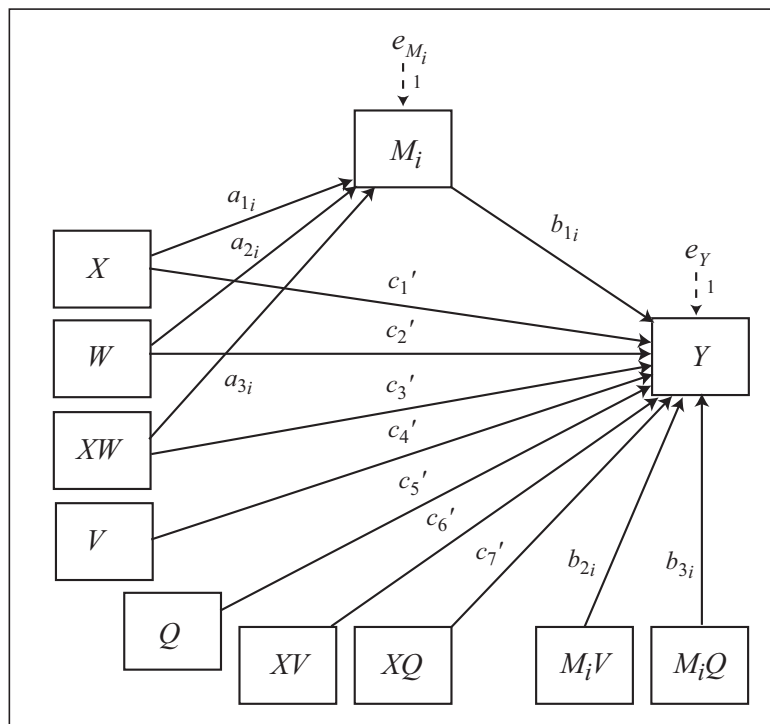 e_{M_i}
1
M_i
a_{1i}
b_{1i}
a_{2i}
X
e_Y
1
c_1'
W
c_2'
Y
a_{3i}
c_3'
XW
c_4'
c_5'
V
c_6'
c_7'
b_{2i}
b_{3i}
Q
XV
XQ
M_iV
M_iQ